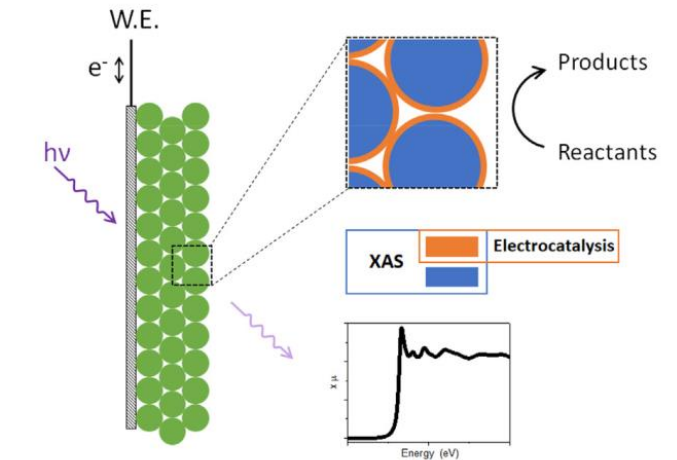 W.E.
e-
hν
Products
Reactants
XAS
Electrocatalysis
x μ
Energy (eV)